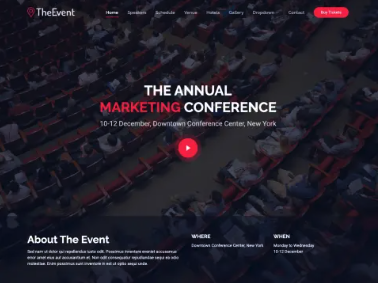 TheEvent
Home Speakers Schedule Venue Hotels Gallery Dropdown Contact Buy Tickets
THE ANNUAL
MARKETING CONFERENCE
10-12 December, Downtown Conference Center, New York
About The Event
WHERE
WHEN
Sed nam ut dolor qui repellendus iusto odit. Possimus inventore eveniet accusamus
error amet eius aut accusantium et. Non odit consequatur repudiandae sequi ea odio
molestiae. Enim possimus sunt inventore in est ut optio sequi unde.
Downtown Conference Center, New York
Monday to Wednesday
10-12 December